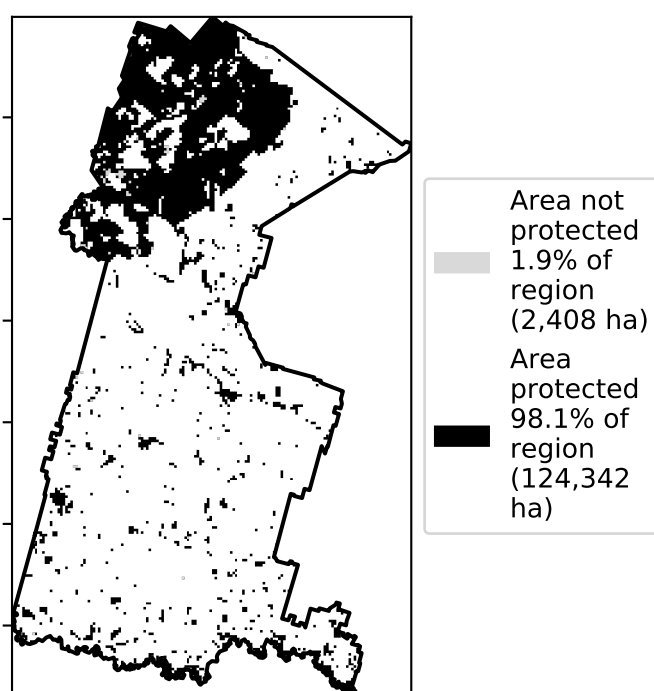 Area not
protected
1.9% of
region
(2,408 ha)
Area
protected
98.1% of
region
(124,342
ha)